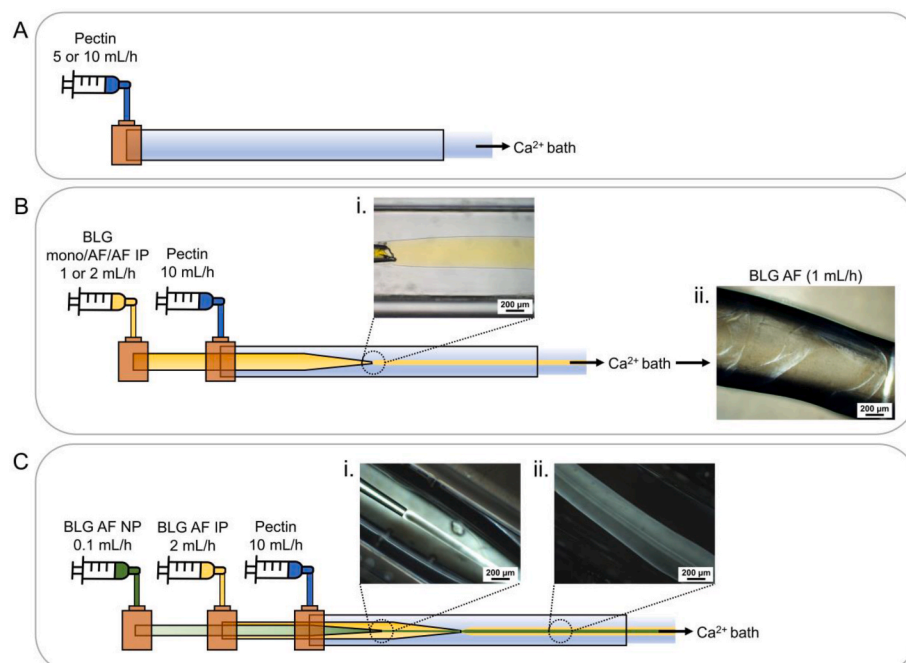 A
Pectin
5 or 10 mL/h
Ca²⁺ bath
B
BLG
mono/AF/AF IP
1 or 2 mL/h
Pectin
10 mL/h
i.
200 µm
Ca²⁺ bath
BLG AF (1 mL/h)
ii.
200 µm
C
BLG AF NP
0.1 mL/h
BLG AF IP
2 mL/h
Pectin
10 mL/h
i.
200 µm
ii.
200 µm
Ca²⁺ bath